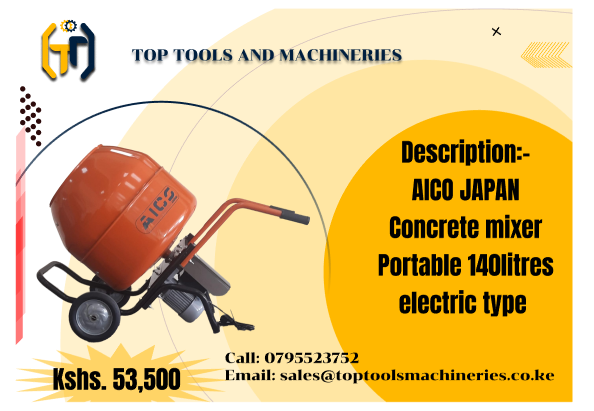 TOP TOOLS AND MACHINERIES
Description:-
AICO JAPAN
Concrete mixer
Portable 140litres
electric type
AICO
Kshs. 53,500
Call: 0795523752
Email: sales@toptoolsmachineries.co.ke